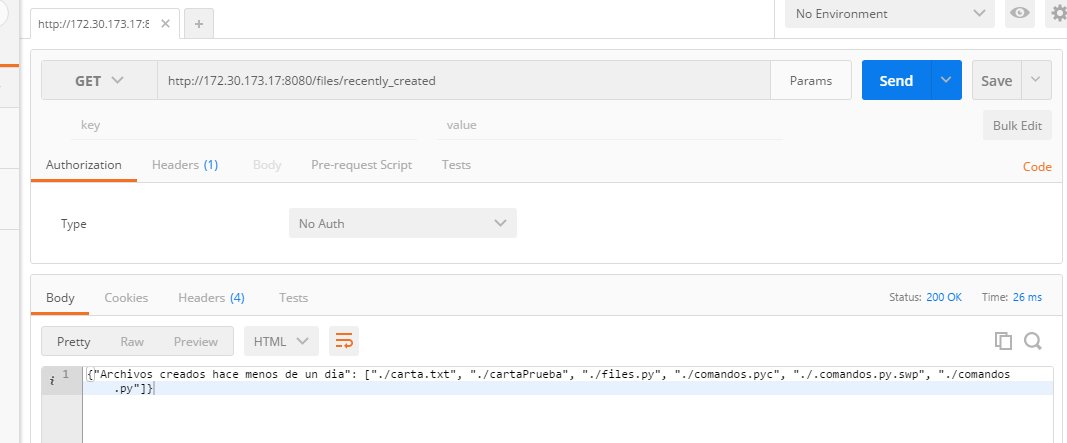 http://172.30.173.17:8
No Environment
GET http://172.30.173.17:8080/files/recently_created Params Send Save
key value Bulk Edit
Authorization Headers (1) Body Pre-request Script Tests Code
Type No Auth
Body Cookies Headers (4) Tests Status: 200 OK Time: 26 ms
Pretty Raw Preview HTML
i 1 {"Archivos creados hace menos de un dia": ["./carta.txt", "./cartaPrueba", "./files.py", "./comandos.pyc", "./.comandos.py.swp", "./comandos
.py"]}